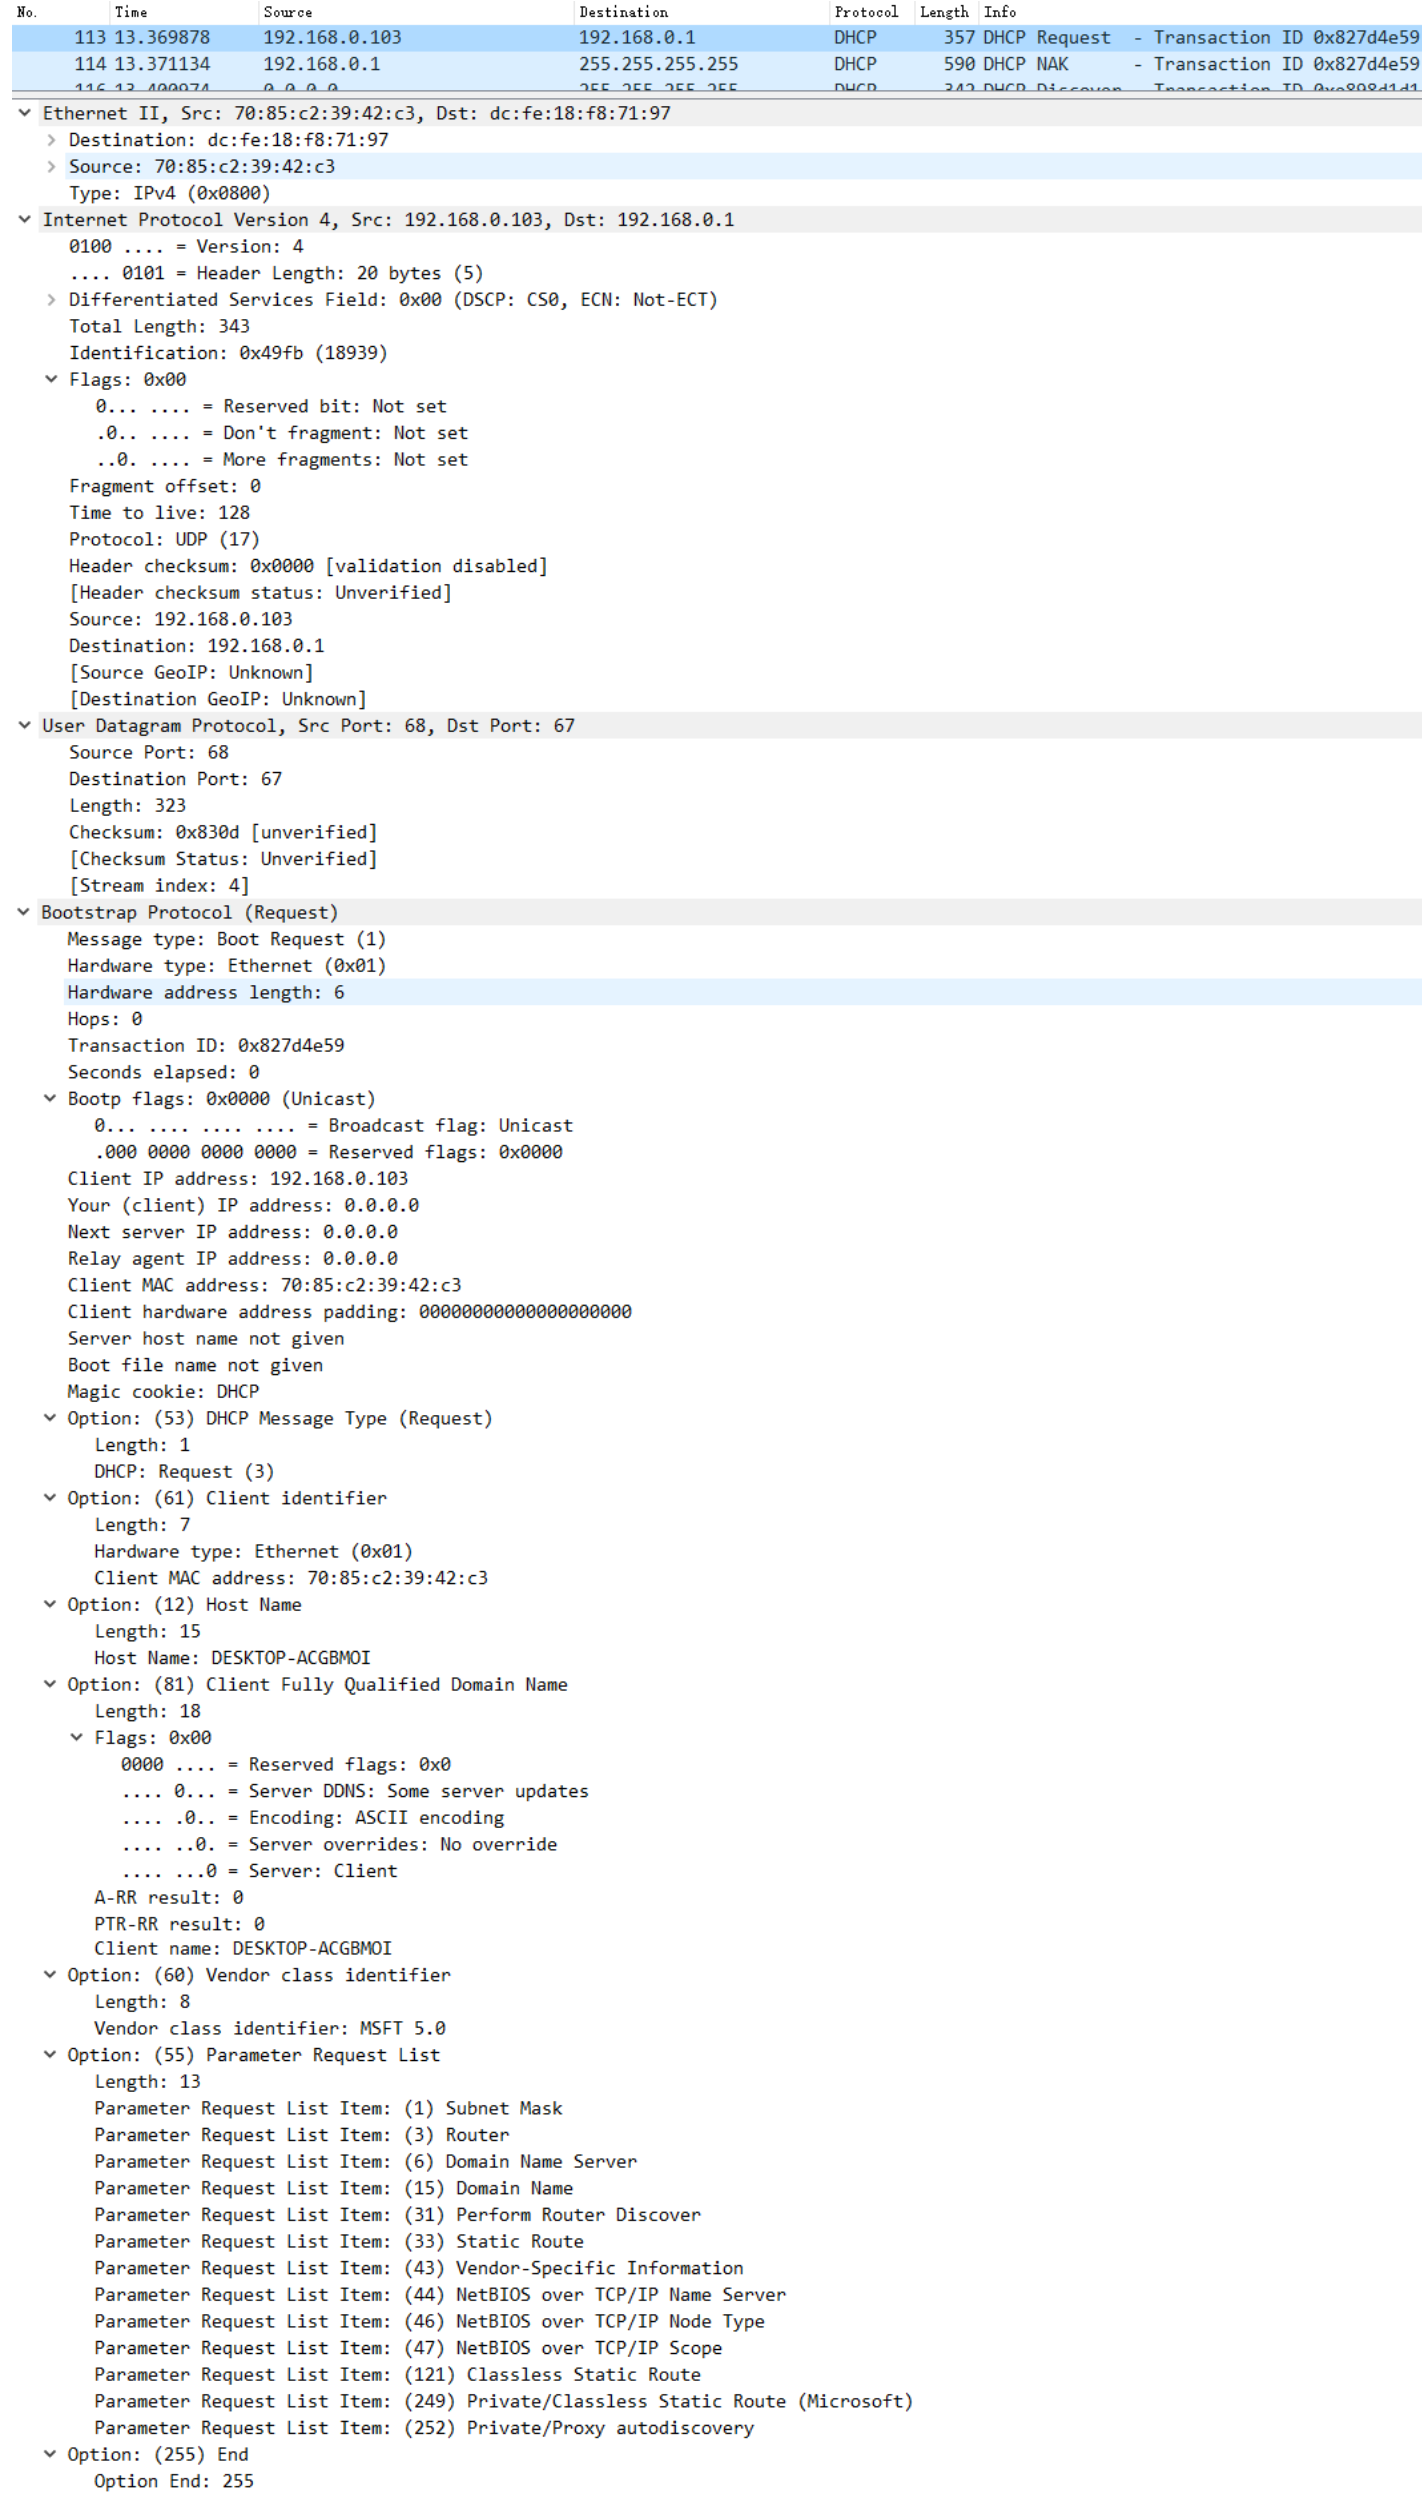 No. Time Source Destination Protocol Length Info
113 13.369878 192.168.0.103 192.168.0.1 DHCP 357 DHCP Request - Transaction ID 0x827d4e59
114 13.371134 192.168.0.1 255.255.255.255 DHCP 590 DHCP NAK - Transaction ID 0x827d4e59
116 13.400974 0.0.0.0 255.255.255.255 DHCP 342 DHCP Discover - Transaction ID
Ethernet II, Src: 70:85:c2:39:42:c3, Dst: dc:fe:18:f8:71:97
Destination: dc:fe:18:f8:71:97
Source: 70:85:c2:39:42:c3
Type: IPv4 (0x0800)
Internet Protocol Version 4, Src: 192.168.0.103, Dst: 192.168.0.1
0100 .... = Version: 4
.... 0101 = Header Length: 20 bytes (5)
Differentiated Services Field: 0x00 (DSCP: CS0, ECN: Not-ECT)
Total Length: 343
Identification: 0x49fb (18939)
Flags: 0x00
0... .... = Reserved bit: Not set
.0.. .... = Don't fragment: Not set
..0. .... = More fragments: Not set
Fragment offset: 0
Time to live: 128
Protocol: UDP (17)
Header checksum: 0x0000 [validation disabled]
[Header checksum status: Unverified]
Source: 192.168.0.103
Destination: 192.168.0.1
[Source GeoIP: Unknown]
[Destination GeoIP: Unknown]
User Datagram Protocol, Src Port: 68, Dst Port: 67
Source Port: 68
Destination Port: 67
Length: 323
Checksum: 0x830d [unverified]
[Checksum Status: Unverified]
[Stream index: 4]
Bootstrap Protocol (Request)
Message type: Boot Request (1)
Hardware type: Ethernet (0x01)
Hardware address length: 6
Hops: 0
Transaction ID: 0x827d4e59
Seconds elapsed: 0
Bootp flags: 0x0000 (Unicast)
0... .... .... .... = Broadcast flag: Unicast
.000 0000 0000 0000 = Reserved flags: 0x0000
Client IP address: 192.168.0.103
Your (client) IP address: 0.0.0.0
Next server IP address: 0.0.0.0
Relay agent IP address: 0.0.0.0
Client MAC address: 70:85:c2:39:42:c3
Client hardware address padding: 00000000000000000000
Server host name not given
Boot file name not given
Magic cookie: DHCP
Option: (53) DHCP Message Type (Request)
Length: 1
DHCP: Request (3)
Option: (61) Client identifier
Length: 7
Hardware type: Ethernet (0x01)
Client MAC address: 70:85:c2:39:42:c3
Option: (12) Host Name
Length: 15
Host Name: DESKTOP-ACGBMOI
Option: (81) Client Fully Qualified Domain Name
Length: 18
Flags: 0x00
0000 .... = Reserved flags: 0x0
.... 0... = Server DDNS: Some server updates
.... .0.. = Encoding: ASCII encoding
.... ..0. = Server overrides: No override
.... ...0 = Server: Client
A-RR result: 0
PTR-RR result: 0
Client name: DESKTOP-ACGBMOI
Option: (60) Vendor class identifier
Length: 8
Vendor class identifier: MSFT 5.0
Option: (55) Parameter Request List
Length: 13
Parameter Request List Item: (1) Subnet Mask
Parameter Request List Item: (3) Router
Parameter Request List Item: (6) Domain Name Server
Parameter Request List Item: (15) Domain Name
Parameter Request List Item: (31) Perform Router Discover
Parameter Request List Item: (33) Static Route
Parameter Request List Item: (43) Vendor-Specific Information
Parameter Request List Item: (44) NetBIOS over TCP/IP Name Server
Parameter Request List Item: (46) NetBIOS over TCP/IP Node Type
Parameter Request List Item: (47) NetBIOS over TCP/IP Scope
Parameter Request List Item: (121) Classless Static Route
Parameter Request List Item: (249) Private/Classless Static Route (Microsoft)
Parameter Request List Item: (252) Private/Proxy autodiscovery
Option: (255) End
Option End: 255